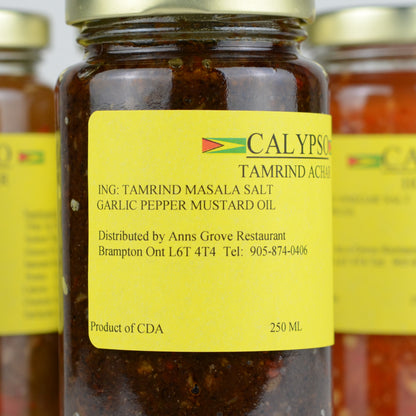 CALYPSO
TAMRIND ACHAR
ING: TAMRIND MASALA SALT
GARLIC PEPPER MUSTARD OIL
Distributed by Anns Grove Restaurant
Brampton Ont L6T 4T4 Tel: 905-874-0406
Product of CDA 250 ML